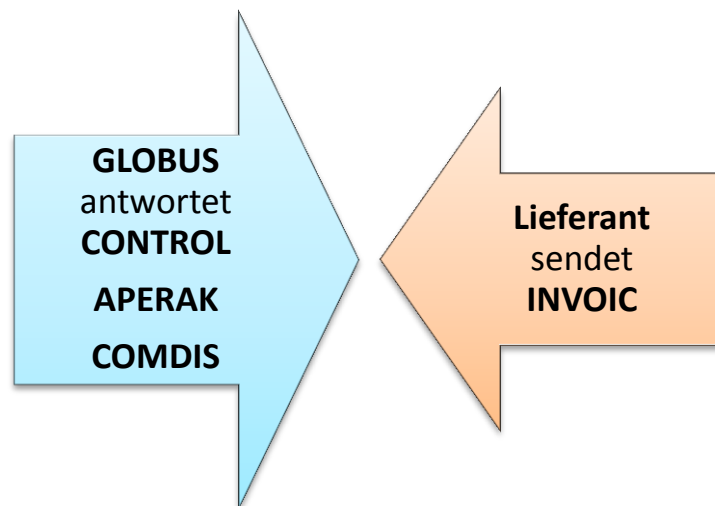 GLOBUS
antwortet
CONTROL
APERAK
COMDIS
Lieferant
sendet
INVOIC